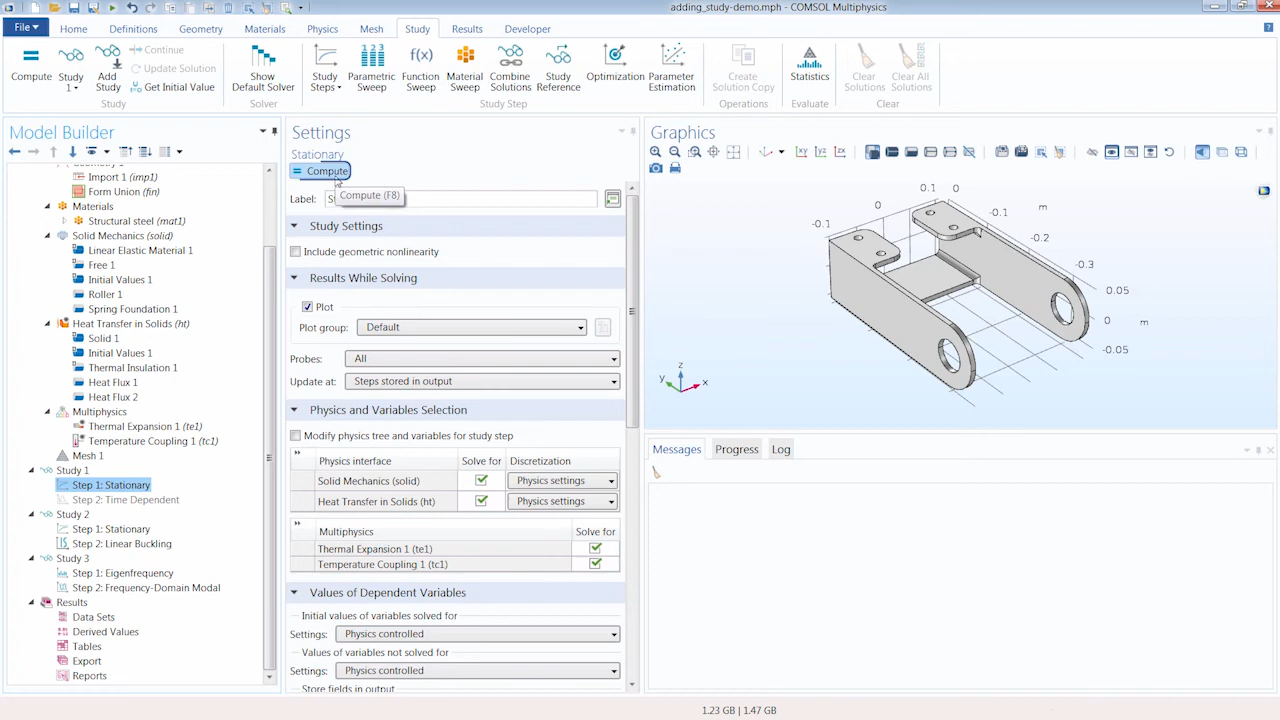 adding_study-demo.mph - COMSOL Multiphysics
File
Home
Definitions
Geometry
Materials
Physics
Mesh
Study
Results
Developer
Compute
Study 1
Add Study
Continue
Update Solution
Get Initial Value
Study
Show Default Solver
Solver
Study Steps
Parametric Sweep
Function Sweep
Material Sweep
Combine Solutions
Study Reference
Optimization
Parameter Estimation
Study Step
Create Solution Copy
Operations
Statistics
Evaluate
Clear Solutions
Clear All Solutions
Clear
Model Builder
Import 1 (imp1)
Form Union (fin)
Materials
Structural steel (mat1)
Solid Mechanics (solid)
Linear Elastic Material 1
Free 1
Initial Values 1
Roller 1
Spring Foundation 1
Heat Transfer in Solids (ht)
Solid 1
Initial Values 1
Thermal Insulation 1
Heat Flux 1
Heat Flux 2
Multiphysics
Thermal Expansion 1 (te1)
Temperature Coupling 1 (tc1)
Mesh 1
Study 1
Step 1: Stationary
Step 2: Time Dependent
Study 2
Step 1: Stationary
Step 2: Linear Buckling
Study 3
Step 1: Eigenfrequency
Step 2: Frequency-Domain Modal
Results
Data Sets
Derived Values
Tables
Export
Reports
Settings
Stationary
= Compute
Compute (F8)
Label: S
Study Settings
Include geometric nonlinearity
Results While Solving
Plot
Plot group: Default
Probes: All
Update at: Steps stored in output
Physics and Variables Selection
Modify physics tree and variables for study step
Physics interface Solve for Discretization
Solid Mechanics (solid) Physics settings
Heat Transfer in Solids (ht) Physics settings
Multiphysics Solve for
Thermal Expansion 1 (te1)
Temperature Coupling 1 (tc1)
Values of Dependent Variables
Initial values of variables solved for
Settings: Physics controlled
Values of variables not solved for
Settings: Physics controlled
Store fields in output
Graphics
xy yz zx
0.1 0
0 -0.1 m
-0.1
-0.2
-0.3
0.05
0 m
-0.05
z
y x
Messages Progress Log
1.23 GB | 1.47 GB